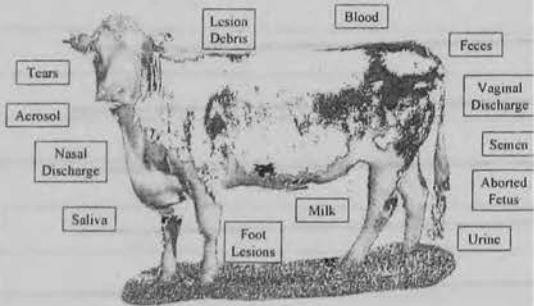 Lesion
Debris
Blood
Feces
Tears
Vaginal
Discharge
Aerosol
Nasal
Discharge
Semen
Aborted
Fetus
Saliva
Milk
Foot
Lesions
Urine